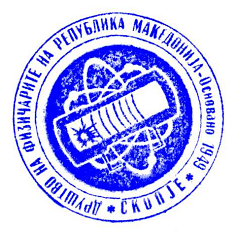 ДРУШТВО НА ФИЗИЧАРИТЕ НА РЕПУБЛИКА МАКЕДОНИЈА-Основано 1949
* СКОПЈЕ *